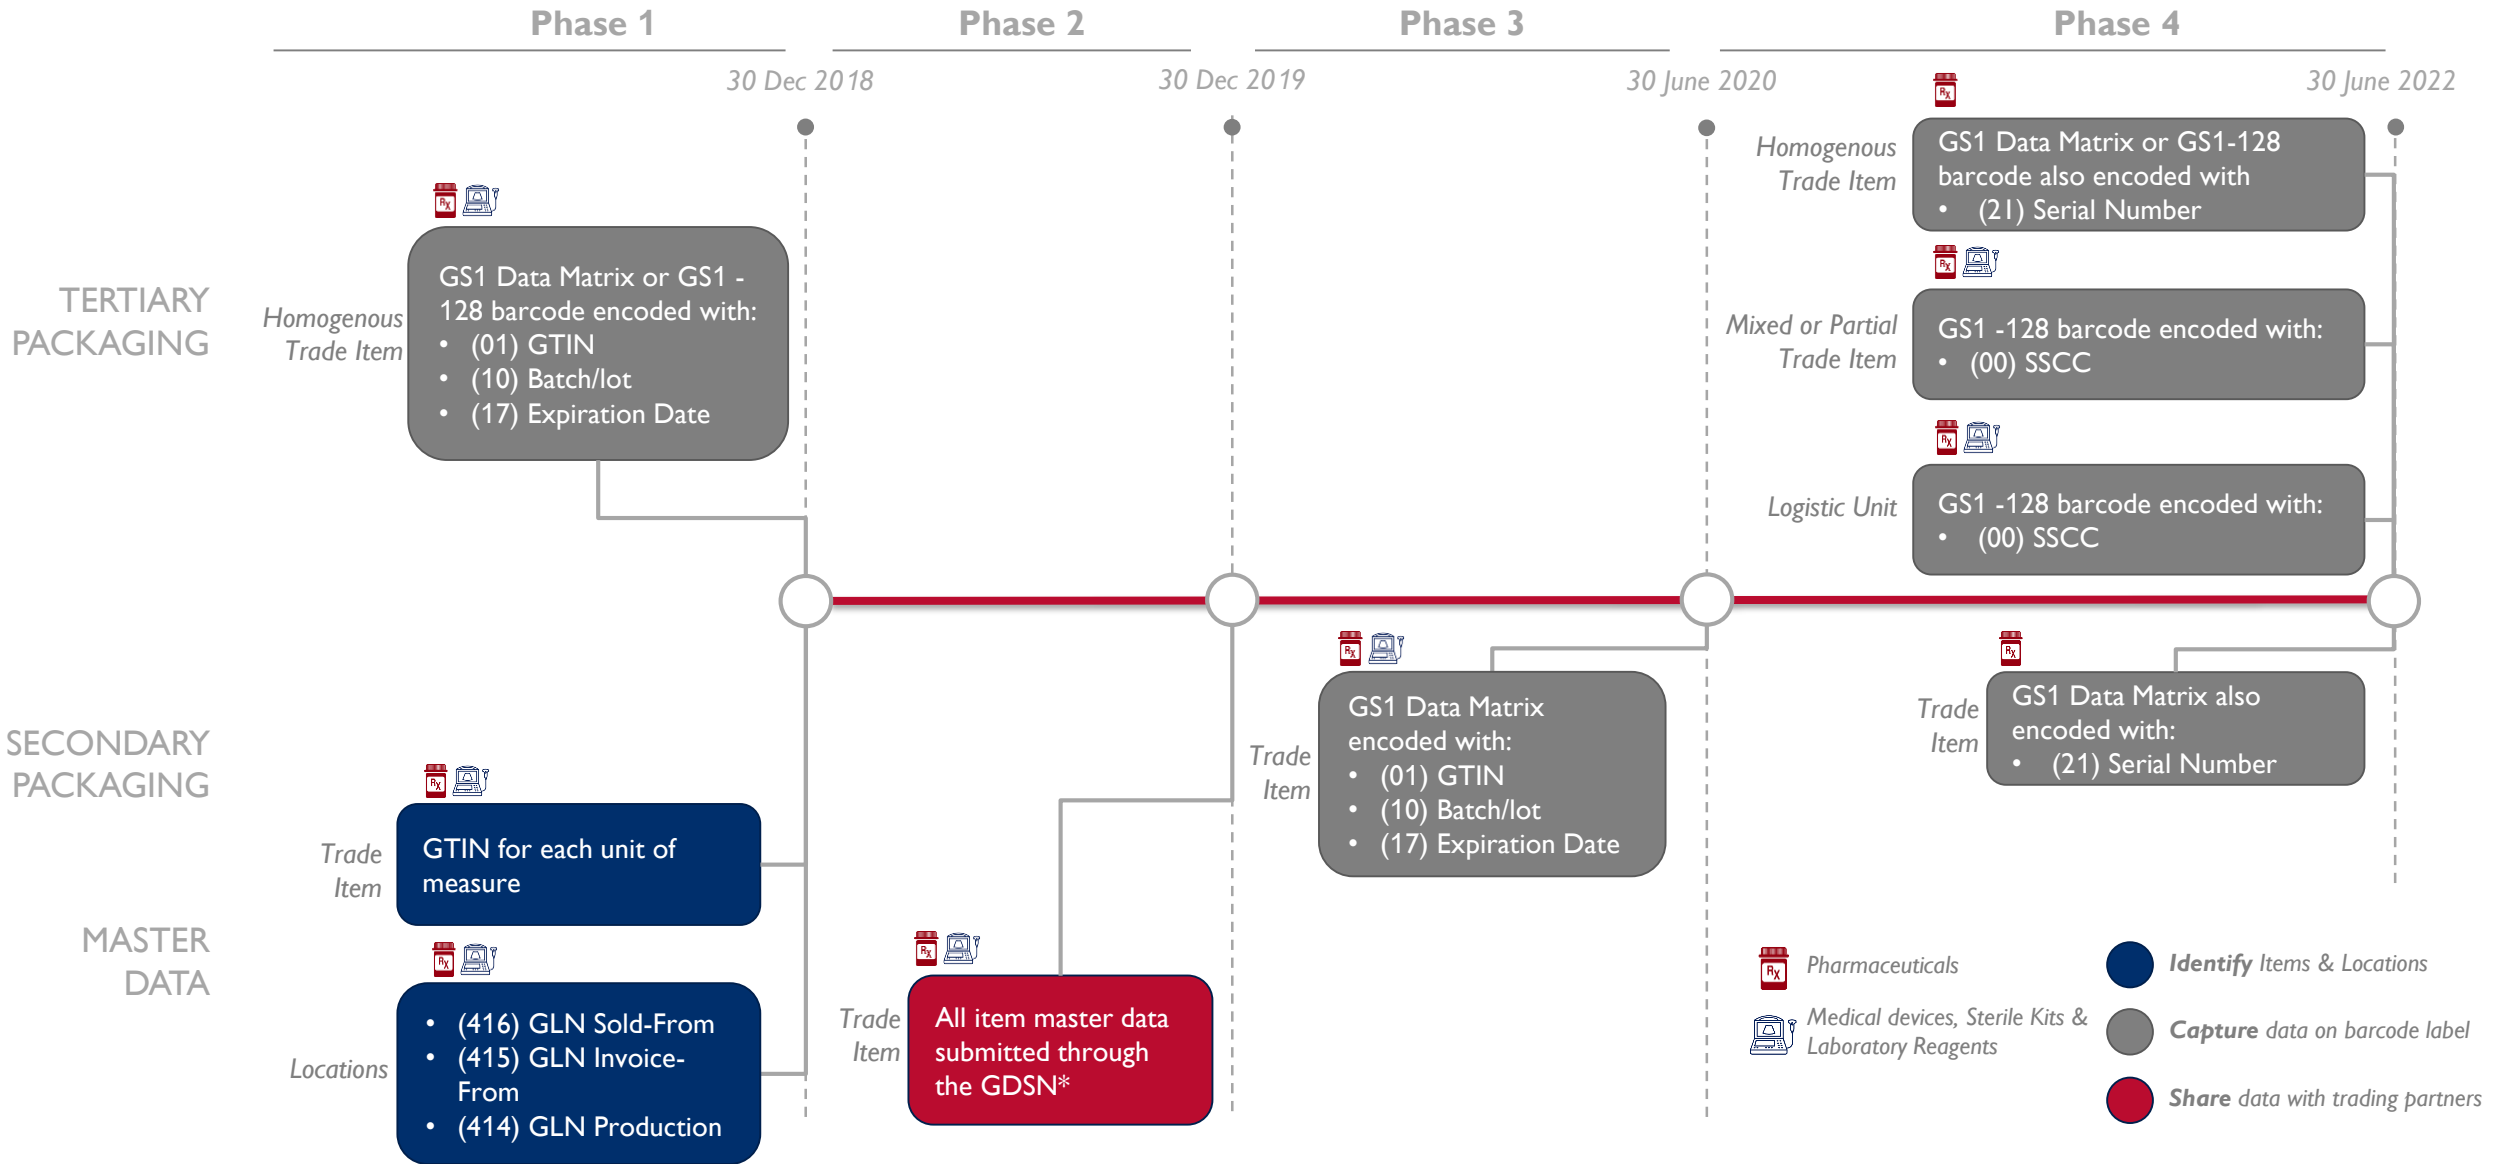 Phase 1
Phase 2
Phase 3
Phase 4
30 Dec 2018
30 Dec 2019
30 June 2020
30 June 2022
TERTIARY
PACKAGING
Homogenous
Trade Item
GS1 Data Matrix or GS1 -
128 barcode encoded with:
• (01) GTIN
• (10) Batch/lot
• (17) Expiration Date
Homogenous
Trade Item
GS1 Data Matrix or GS1-128
barcode also encoded with
• (21) Serial Number
Mixed or Partial
Trade Item
GS1 -128 barcode encoded with:
• (00) SSCC
Logistic Unit
GS1 -128 barcode encoded with:
• (00) SSCC
SECONDARY
PACKAGING
Trade
Item
GS1 Data Matrix
encoded with:
• (01) GTIN
• (10) Batch/lot
• (17) Expiration Date
Trade
Item
GS1 Data Matrix also
encoded with:
• (21) Serial Number
Trade
Item
GTIN for each unit of
measure
MASTER
DATA
Locations
• (416) GLN Sold-From
• (415) GLN Invoice-
From
• (414) GLN Production
Trade
Item
All item master data
submitted through
the GDSN*
Rx
Pharmaceuticals
Medical devices, Sterile Kits &
Laboratory Reagents
Identify Items & Locations
Capture data on barcode label
Share data with trading partners